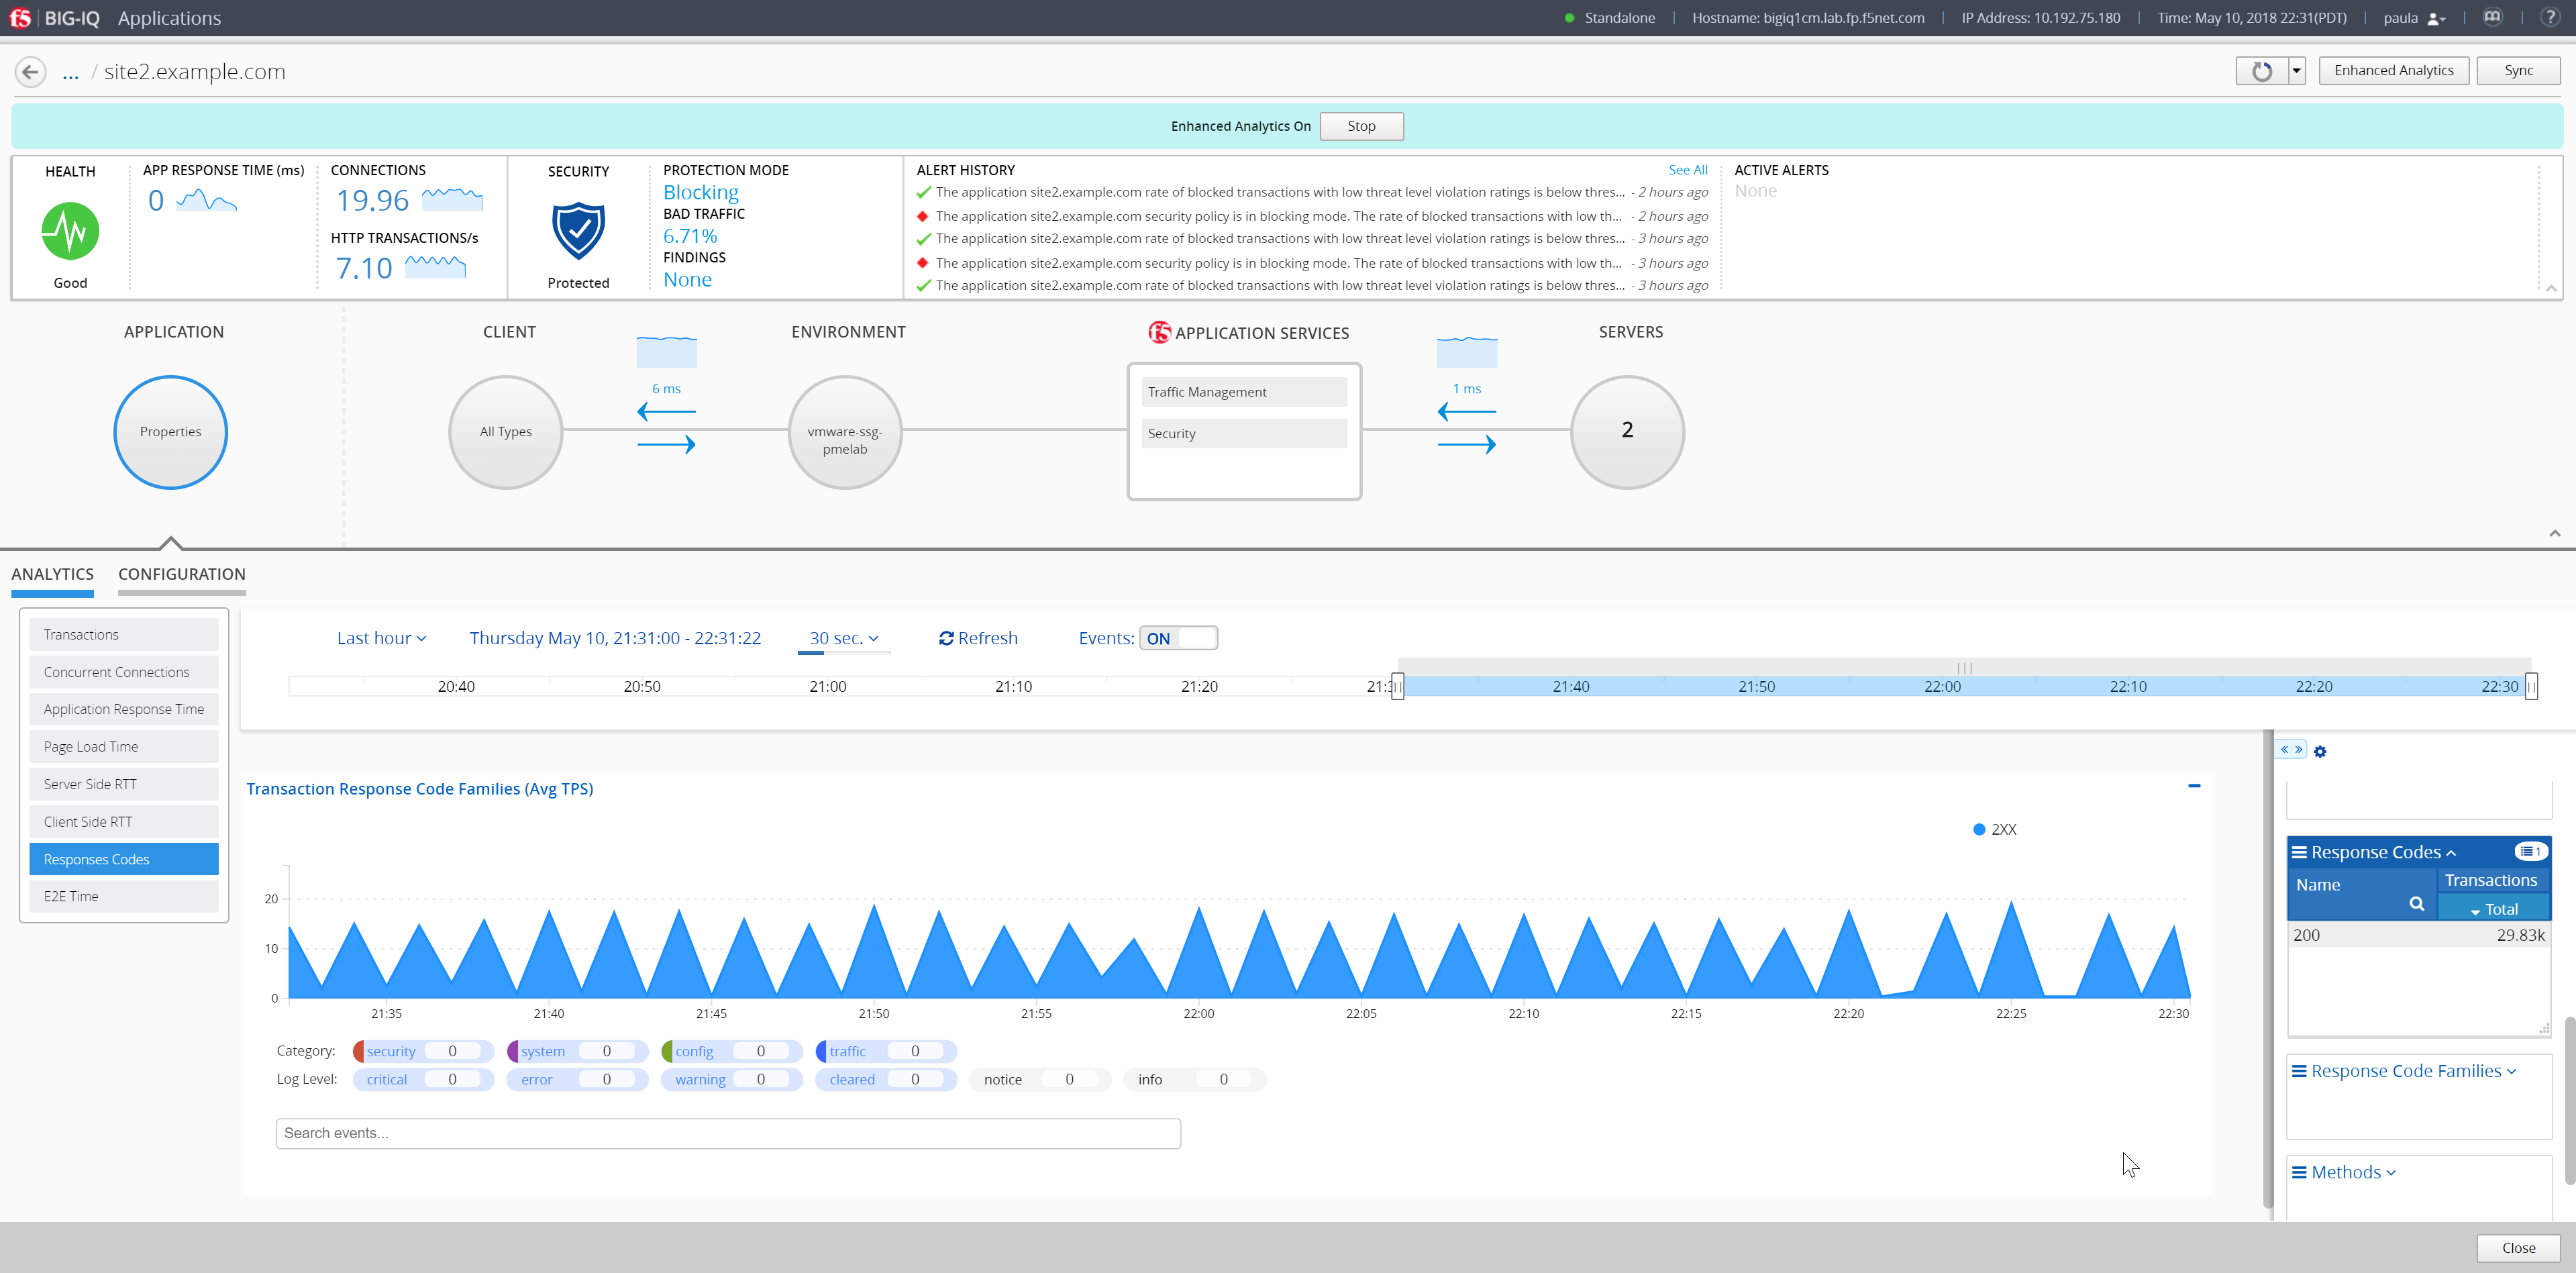 f5 BIG-IQ Applications
Standalone Hostname: bigiq1cm.lab.fp.f5net.com IP Address: 10.192.75.180 Time: May 10, 2018 22:31(PDT) paula ?
... / site2.example.com
Enhanced Analytics Sync
Enhanced Analytics On Stop
HEALTH
Good
APP RESPONSE TIME (ms)
0
CONNECTIONS
19.96
HTTP TRANSACTIONS/s
7.10
SECURITY
Protected
PROTECTION MODE
Blocking
BAD TRAFFIC
6.71%
FINDINGS
None
ALERT HISTORY See All
The application site2.example.com rate of blocked transactions with low threat level violation ratings is below thres... - 2 hours ago
The application site2.example.com security policy is in blocking mode. The rate of blocked transactions with low th... - 2 hours ago
The application site2.example.com rate of blocked transactions with low threat level violation ratings is below thres... - 3 hours ago
The application site2.example.com security policy is in blocking mode. The rate of blocked transactions with low th... - 3 hours ago
The application site2.example.com rate of blocked transactions with low threat level violation ratings is below thres... - 3 hours ago
ACTIVE ALERTS
None
APPLICATION CLIENT ENVIRONMENT f5 APPLICATION SERVICES SERVERS
Properties
All Types
6 ms
vmware-ssg-
pmelab
Traffic Management
Security
1 ms
2
ANALYTICS CONFIGURATION
Transactions
Concurrent Connections
Application Response Time
Page Load Time
Server Side RTT
Client Side RTT
Responses Codes
E2E Time
Last hour Thursday May 10, 21:31:00 - 22:31:22 30 sec. Refresh Events: ON
20:40 20:50 21:00 21:10 21:20 21:3 21:40 21:50 22:00 22:10 22:20 22:30
Transaction Response Code Families (Avg TPS)
2XX
20
10
0
21:35 21:40 21:45 21:50 21:55 22:00 22:05 22:10 22:15 22:20 22:25 22:30
Category: security 0 system 0 config 0 traffic 0
Log Level: critical 0 error 0 warning 0 cleared 0 notice 0 info 0
Search events...
« »
Response Codes 1
Name Transactions
Total
200 29.83k
Response Code Families
Methods
Close